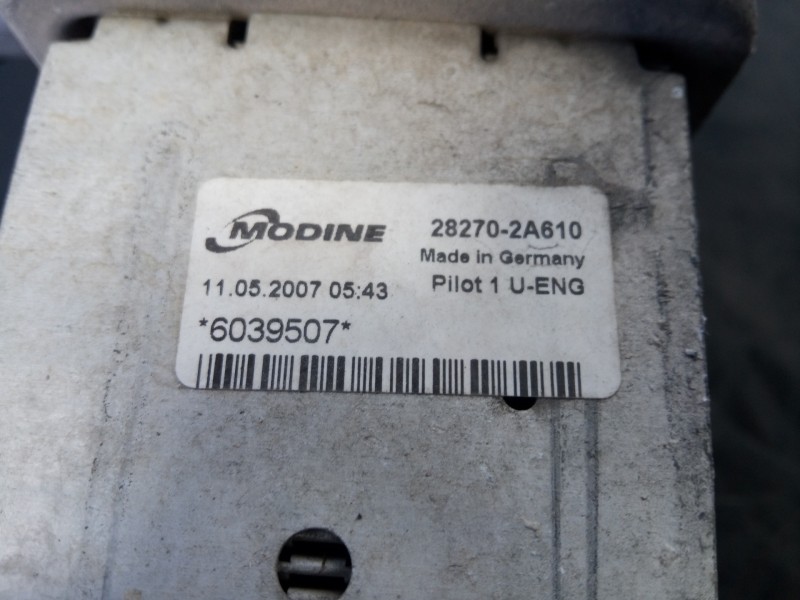 MODINE 28270-2A610
Made in Germany
11.05.2007 05:43 Pilot 1 U-ENG
*6039507*